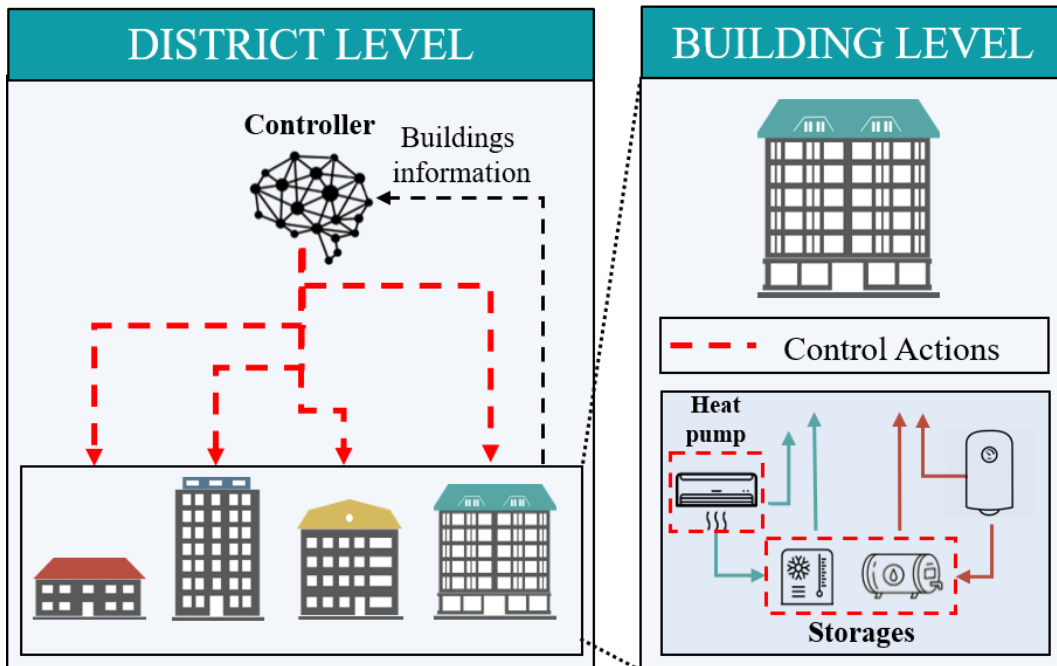 DISTRICT LEVEL
Controller
Buildings
information
BUILDING LEVEL
Control Actions
Heat
pump
Storages